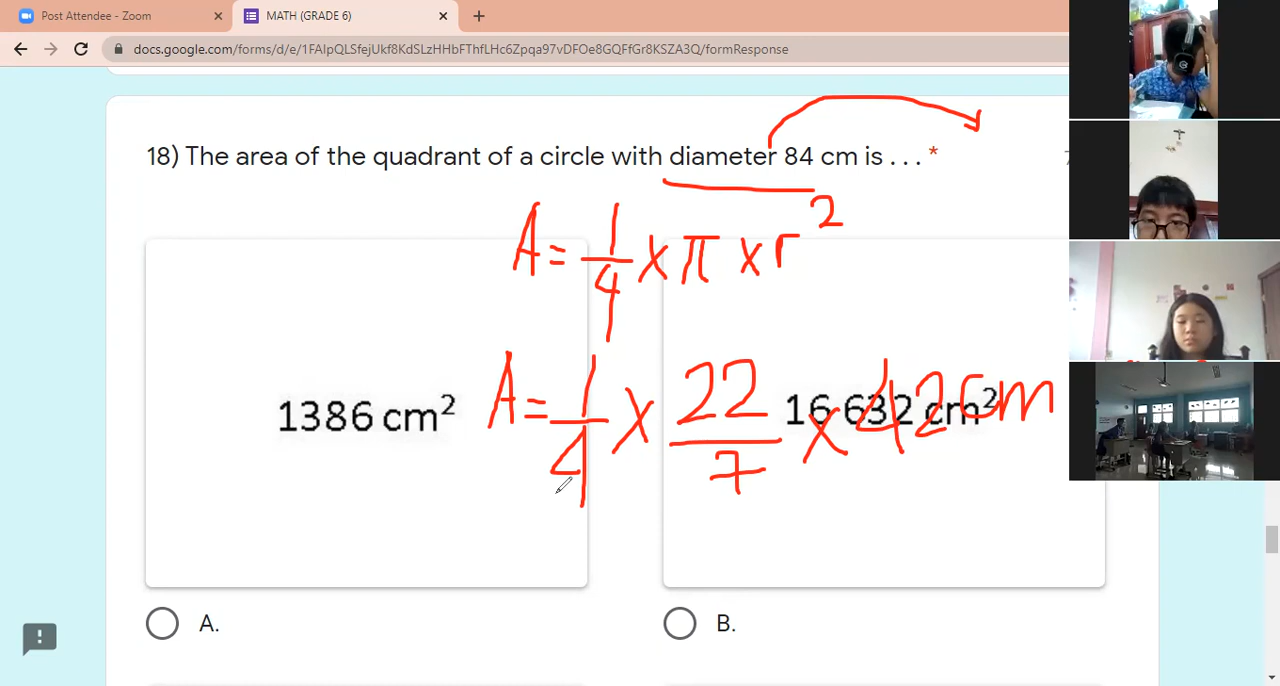 Post Attendee - Zoom
MATH (GRADE 6)
docs.google.com/forms/d/e/1FAIpQLSfejUkf8KdSLzHHbFThfLHc6Zpqa97vDFOe8GQFfGr8KSZA3Q/formResponse
18) The area of the quadrant of a circle with diameter 84 cm is . . . *
A = 1/4 x π x r²
A = 1/4 x 22/7 x 42 cm
1386 cm²
16 632 cm²
A.
B.